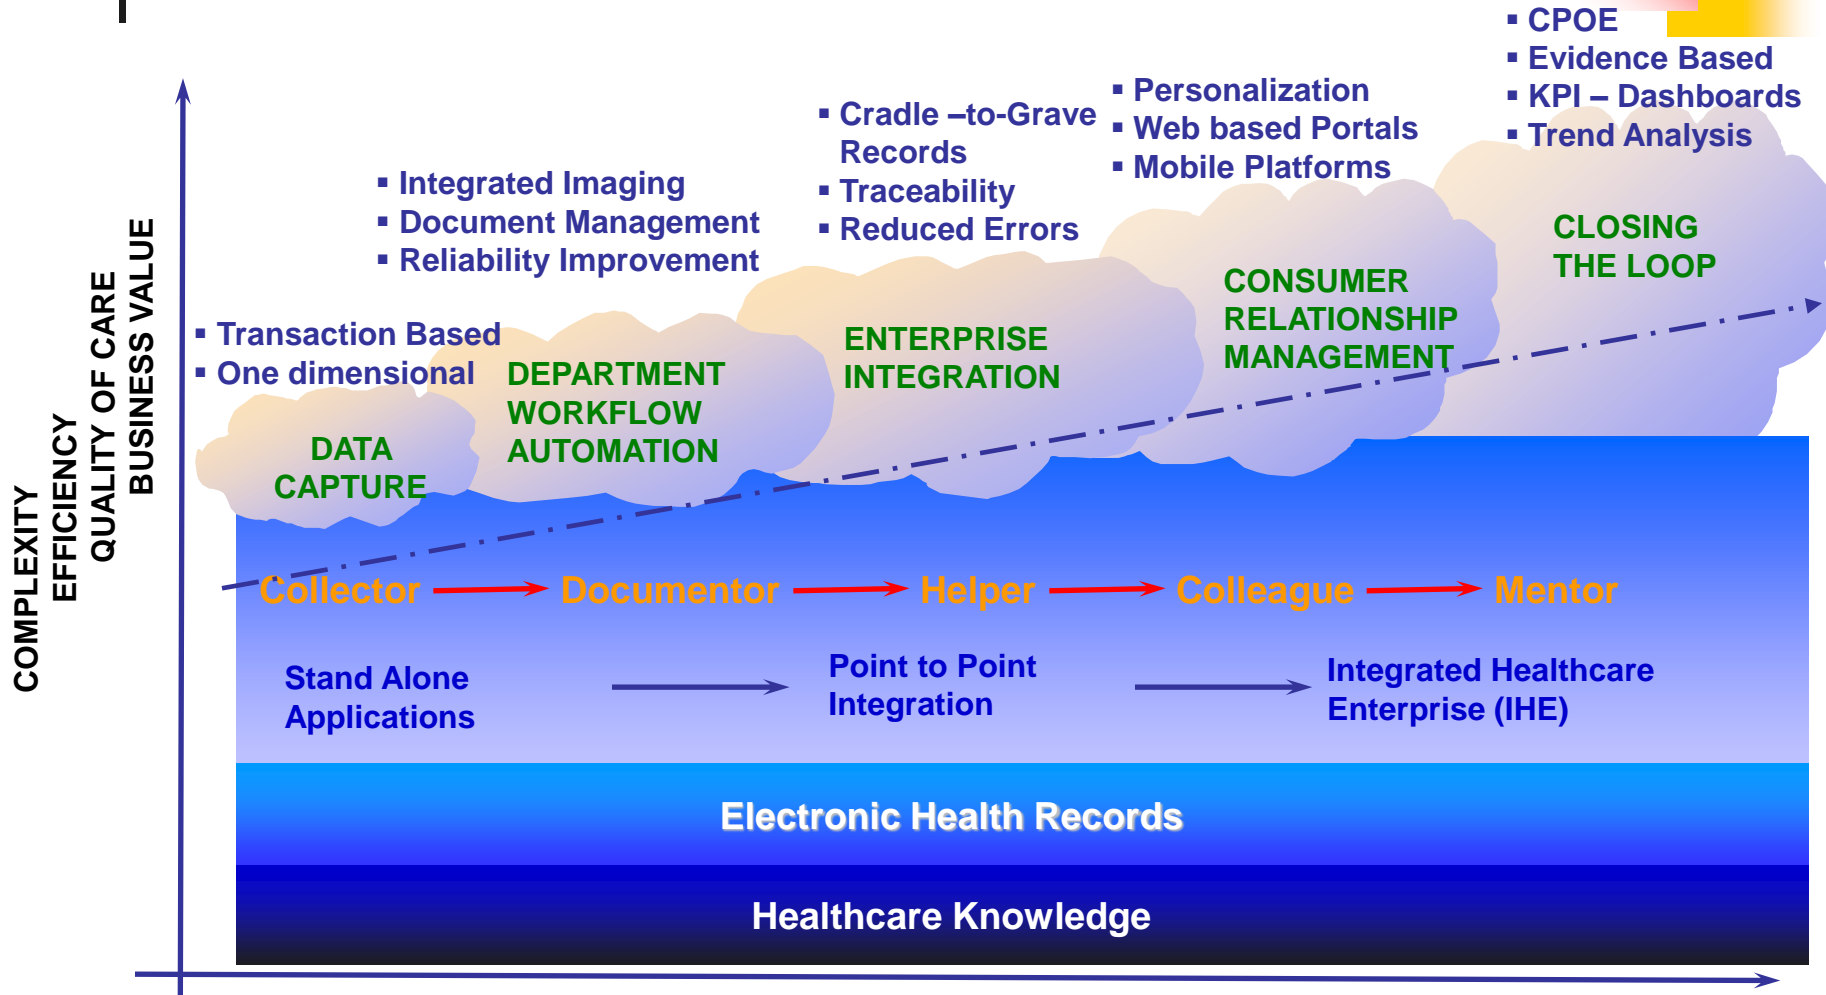 ▪ CPOE
▪ Evidence Based
▪ KPI – Dashboards
▪ Trend Analysis
▪ Personalization
▪ Web based Portals
▪ Mobile Platforms
▪ Cradle –to-Grave
Records
▪ Traceability
▪ Reduced Errors
▪ Integrated Imaging
▪ Document Management
▪ Reliability Improvement
▪ Transaction Based
▪ One dimensional
COMPLEXITY
EFFICIENCY
QUALITY OF CARE
BUSINESS VALUE
DATA
CAPTURE
DEPARTMENT
WORKFLOW
AUTOMATION
ENTERPRISE
INTEGRATION
CONSUMER
RELATIONSHIP
MANAGEMENT
CLOSING
THE LOOP
Collector
Documentor
Helper
Colleague
Mentor
Stand Alone
Applications
Point to Point
Integration
Integrated Healthcare
Enterprise (IHE)
Electronic Health Records
Healthcare Knowledge